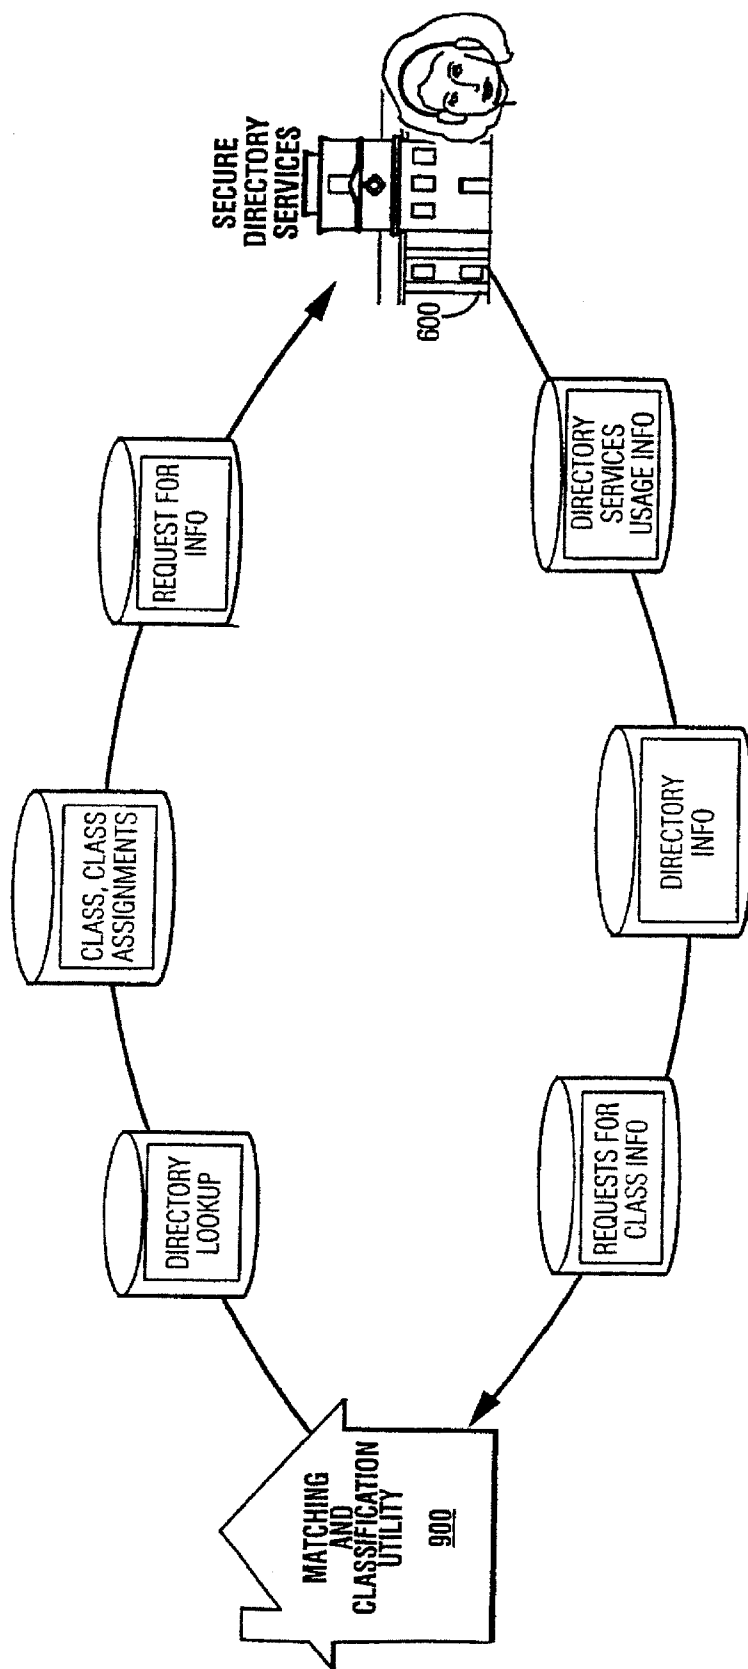 SECURE
DIRECTORY
SERVICES
600
REQUEST FOR
INFO
CLASS, CLASS
ASSIGNMENTS
DIRECTORY
LOOKUP
MATCHING
AND
CLASSIFICATION
UTILITY
900
REQUESTS FOR
CLASS INFO
DIRECTORY
INFO
DIRECTORY
SERVICES
USAGE INFO